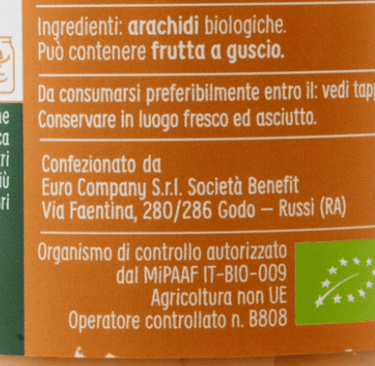 Ingredienti: arachidi biologiche.
Può contenere frutta a guscio.
Da consumarsi preferibilmente entro il: vedi tapp
Conservare in luogo fresco ed asciutto.
Confezionato da
Euro Company S.r.l. Società Benefit
Via Faentina, 280/286 Godo – Russi (RA)
Organismo di controllo autorizzato
dal MiPAAF IT-BIO-009
Agricoltura non UE
Operatore controllato n. B808